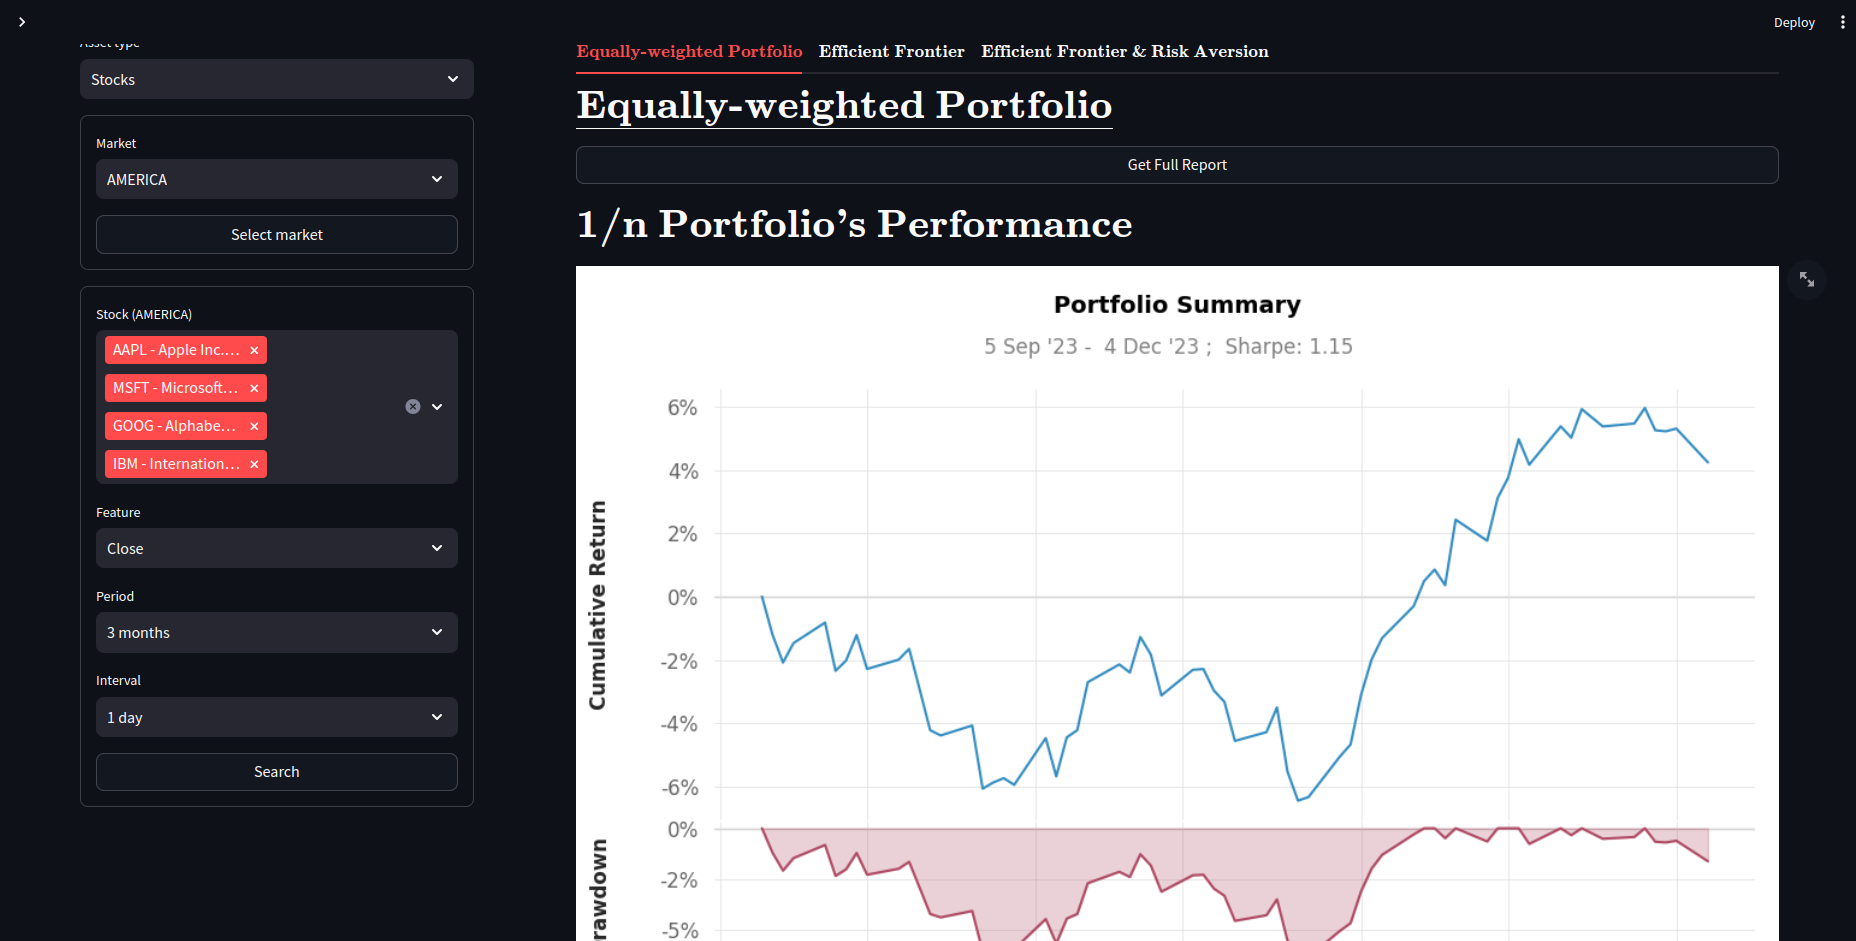 Deploy
Asset type
Stocks
Market
AMERICA
Select market
Stock (AMERICA)
AAPL - Apple Inc.…
MSFT - Microsoft…
GOOG - Alphabe…
IBM - Internation…
Feature
Close
Period
3 months
Interval
1 day
Search
Equally-weighted Portfolio Efficient Frontier Efficient Frontier & Risk Aversion
Equally-weighted Portfolio
Get Full Report
1/n Portfolio’s Performance
Portfolio Summary
5 Sep '23 - 4 Dec '23 ; Sharpe: 1.15
Cumulative Return
6%
4%
2%
0%
-2%
-4%
-6%
rawdown
0%
-2%
-5%